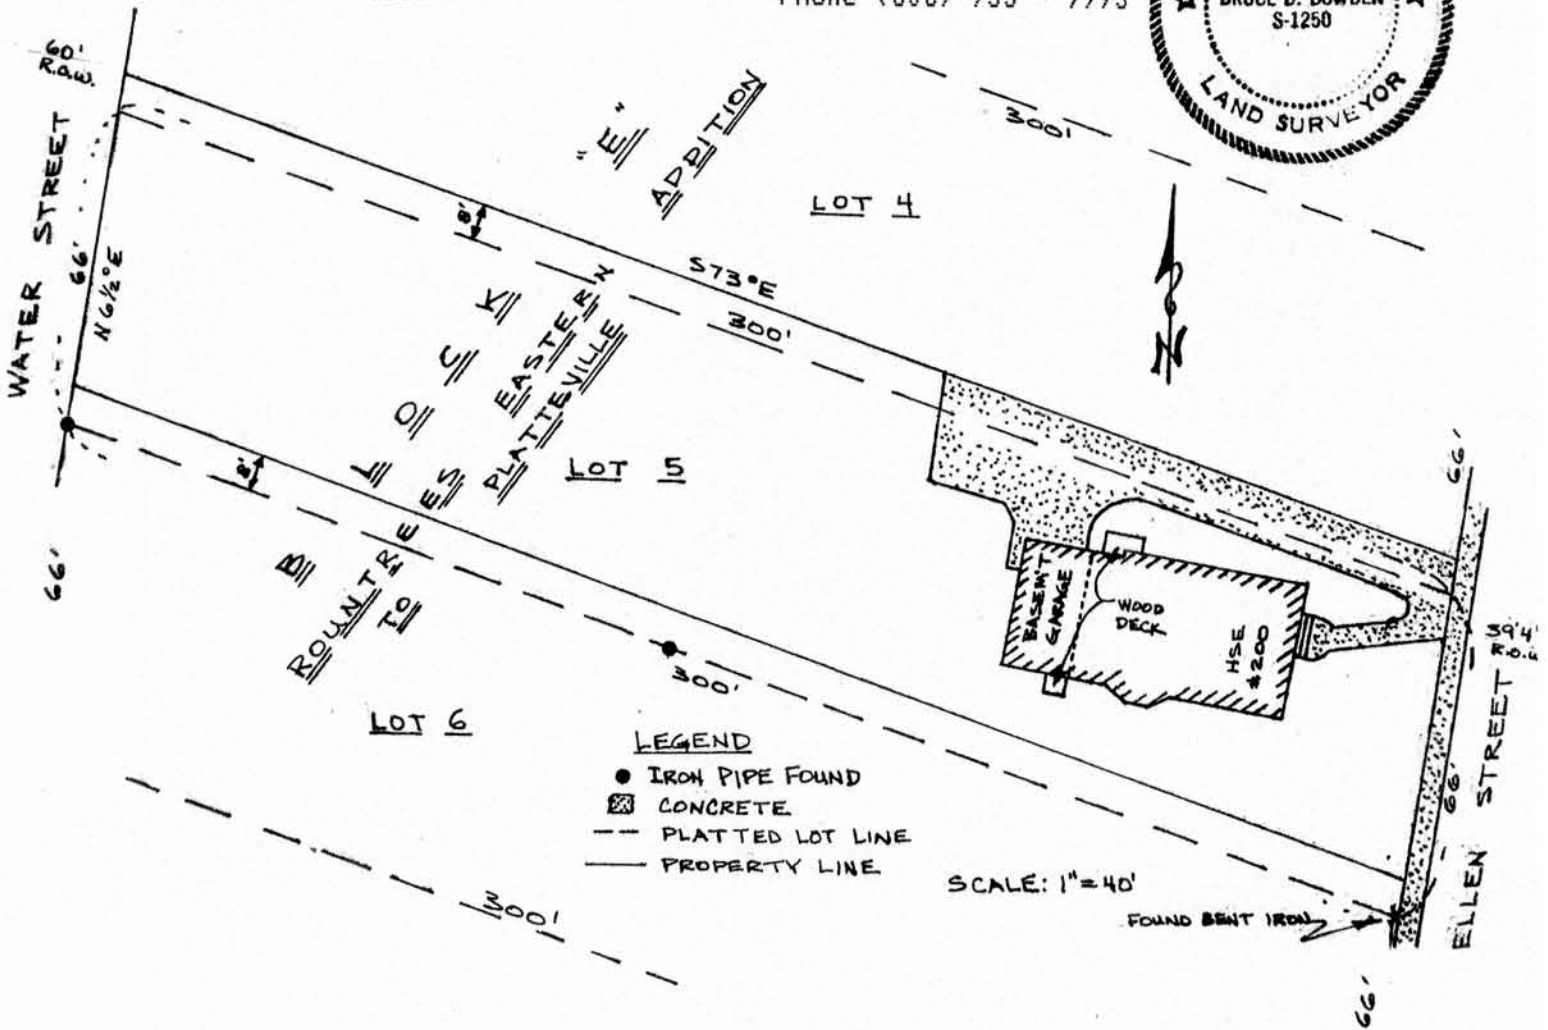 BRUCE D. BOWDEN
S-1250
LAND SURVEYOR
60'
R.O.W.
WATER STREET
66'
N 6½°E
66'
8'
8'
"E"
ADDITION
BLOCK
EASTERN
PLATTEVILLE
ROUNTREES
TO
LOT 4
300'
S73°E
300'
N
LOT 5
LOT 6
300'
300'
BASEM'T
GARAGE
WOOD
DECK
HSE
#200
66'
39'4"
R.O.W.
66
ELLEN STREET
66'
LEGEND
IRON PIPE FOUND
CONCRETE
PLATTED LOT LINE
PROPERTY LINE
SCALE: 1"=40'
FOUND BENT IRON